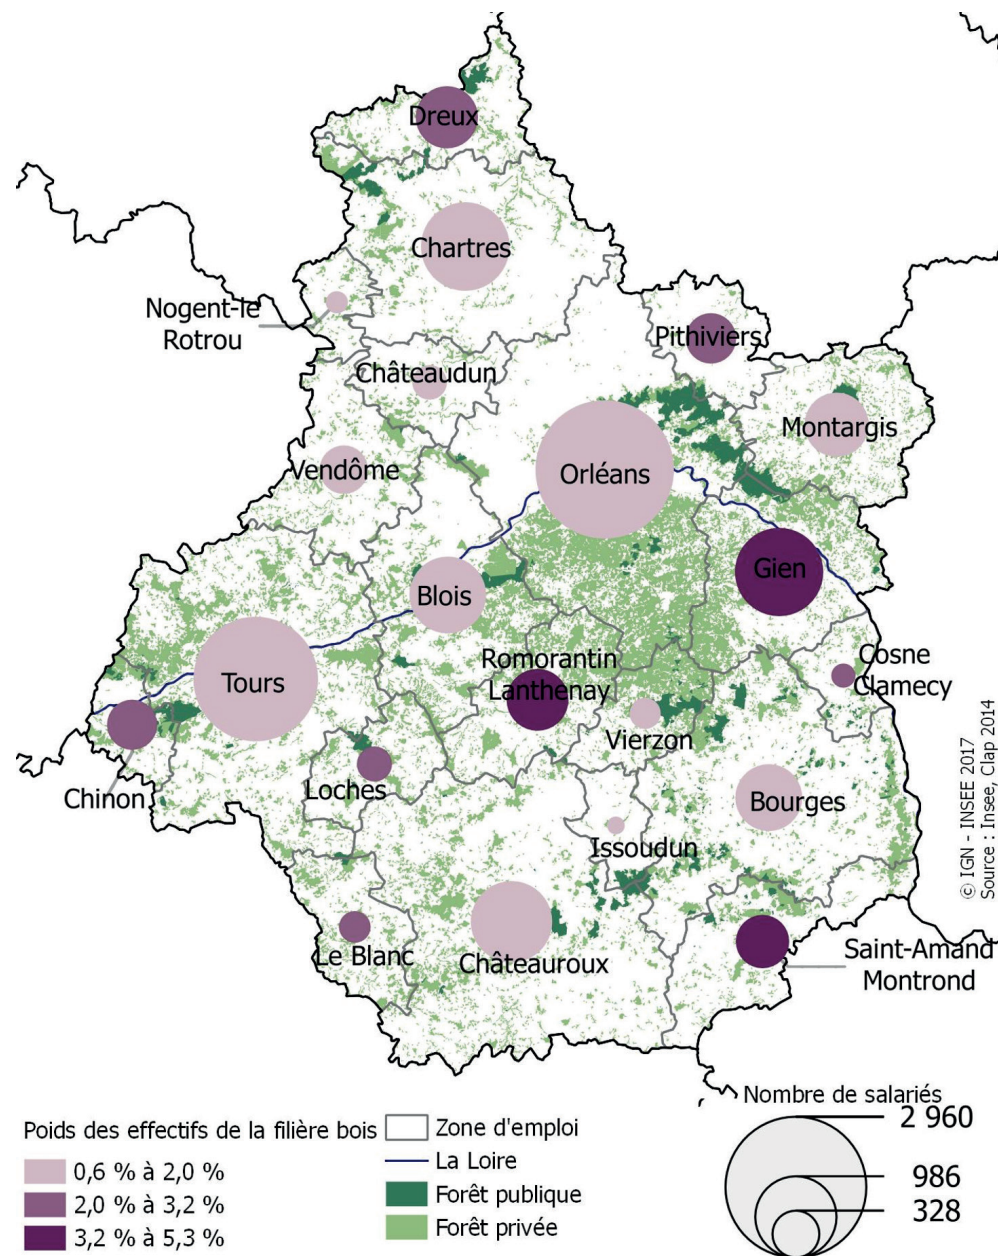 Dreux
Chartres
Nogent-le
Rotrou
Pithiviers
Châteaudun
Montargis
Vendôme
Orléans
Gien
Blois
Romorantin
Lanthenay
Cosne
Clamecy
Tours
Vierzon
Chinon
Loches
Bourges
Issoudun
Le Blanc
Châteauroux
Saint-Amand
Montrond
© IGN - INSEE 2017
Source : Insee, Clap 2014
Poids des effectifs de la filière bois
0,6 % à 2,0 %
2,0 % à 3,2 %
3,2 % à 5,3 %
Zone d'emploi
La Loire
Forêt publique
Forêt privée
Nombre de salariés
2 960
986
328